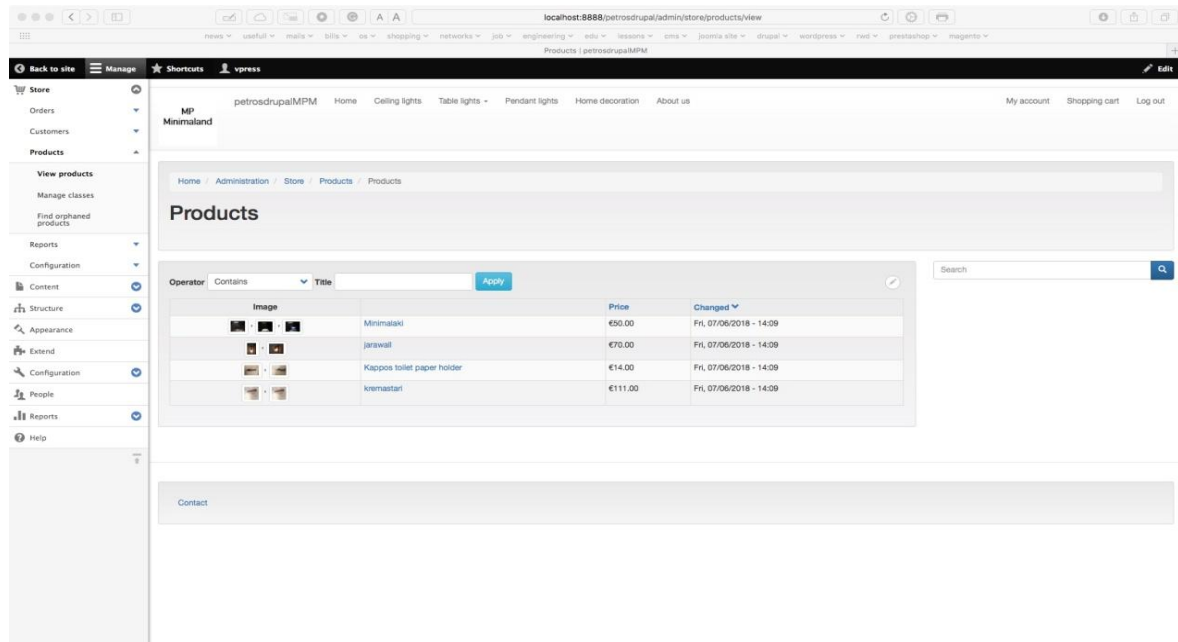 localhost:8888/petrosdrupal/admin/store/products/view
news usefull mails bills os shopping networks job engineering edu lessons cms joomla site drupal wordpress rwd prestashop magento
Products | petrosdrupalMPM
Back to site Manage Shortcuts vpress Edit
Store
Orders
Customers
Products
View products
Manage classes
Find orphaned
products
Reports
Configuration
Content
Structure
Appearance
Extend
Configuration
People
Reports
Help
MP
Minimaland
petrosdrupalMPM Home Ceiling lights Table lights Pendant lights Home decoration About us My account Shopping cart Log out
Home / Administration / Store / Products / Products
Products
Operator Contains Title Apply
Search
Image Price Changed
Minimalaki €50.00 Fri, 07/06/2018 - 14:09
jarawall €70.00 Fri, 07/06/2018 - 14:09
Kappos toilet paper holder €14.00 Fri, 07/06/2018 - 14:09
kremastari €111.00 Fri, 07/06/2018 - 14:09
Contact